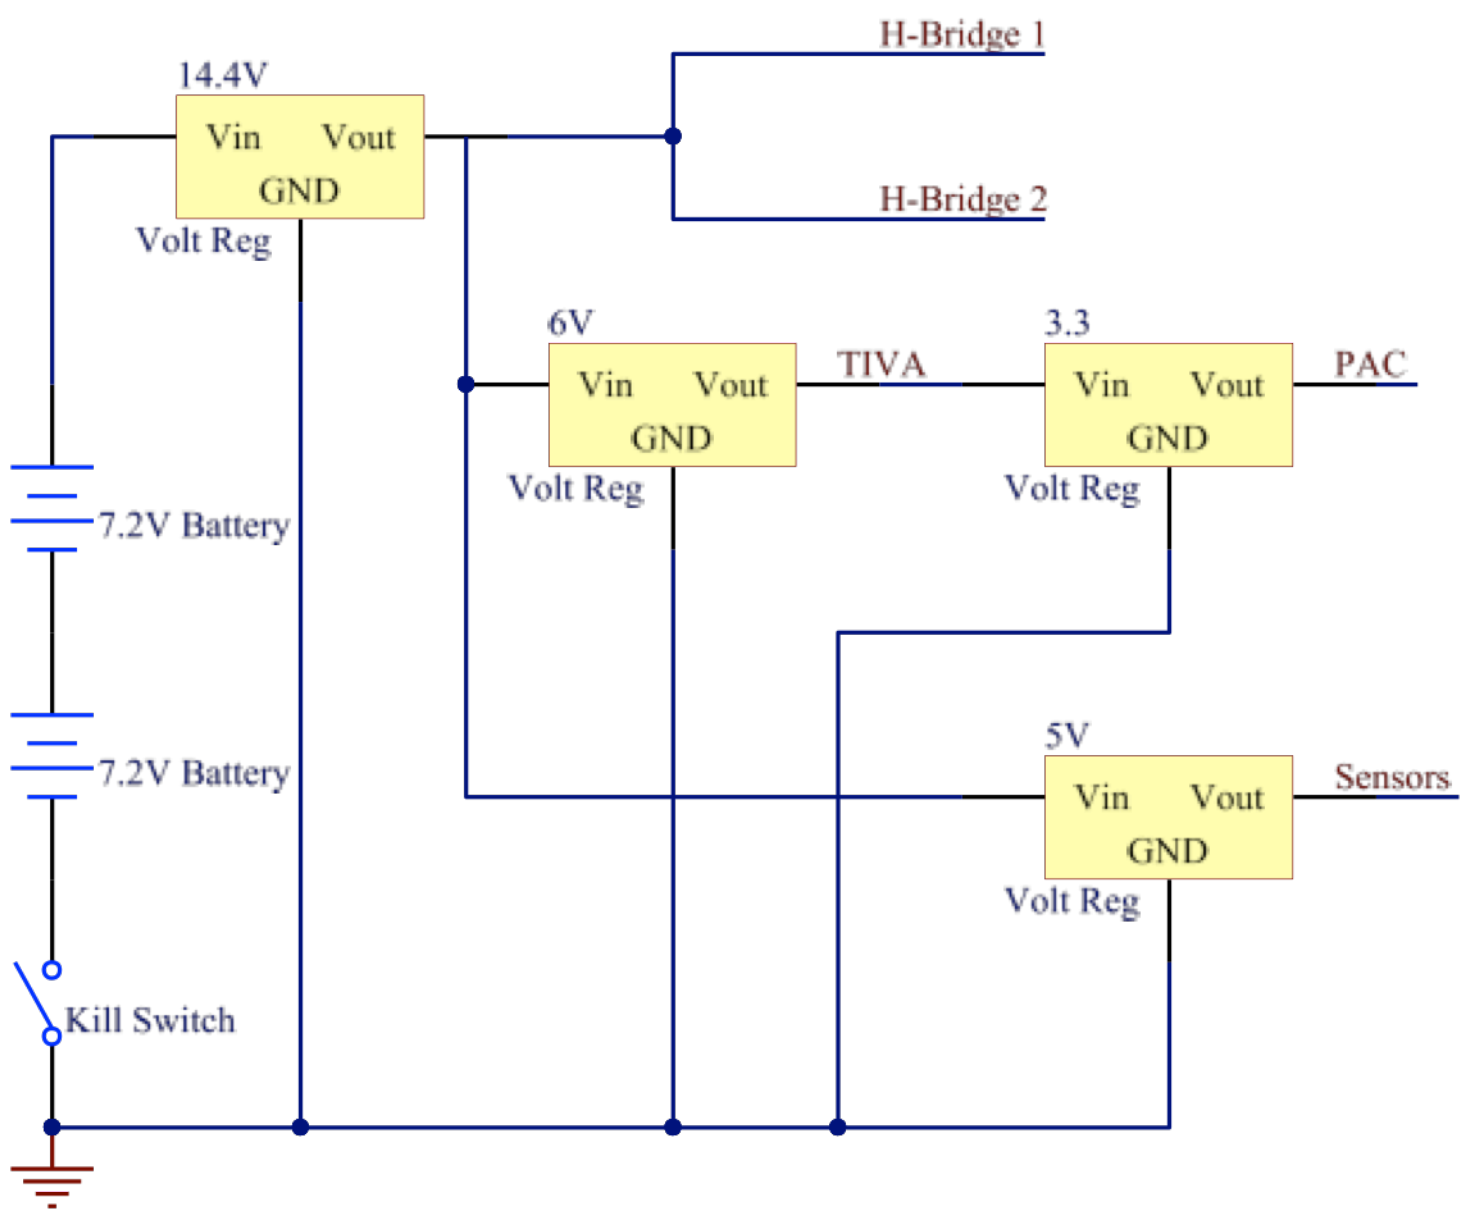 H-Bridge 1
14.4V
Vin Vout
GND
Volt Reg
H-Bridge 2
6V
Vin Vout
GND
Volt Reg
TIVA
3.3
Vin Vout
GND
Volt Reg
PAC
7.2V Battery
7.2V Battery
5V
Vin Vout
GND
Volt Reg
Sensors
Kill Switch